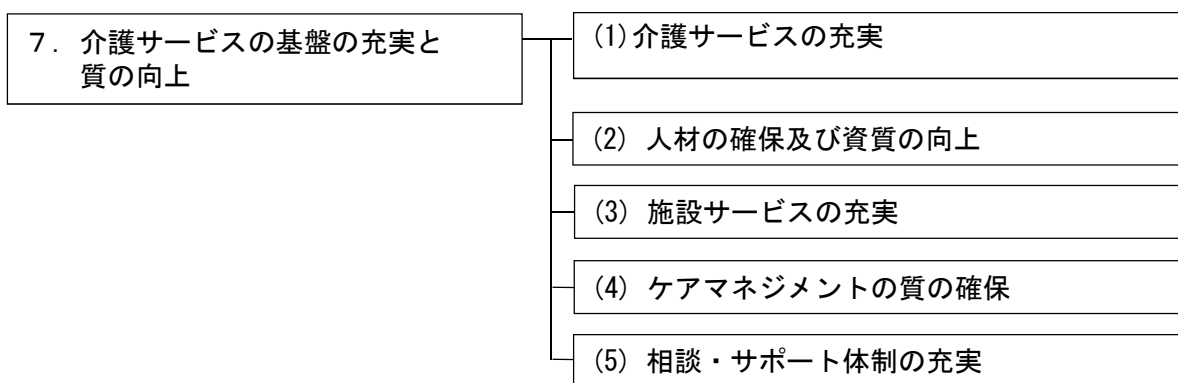 ７. 介護サービスの基盤の充実と
質の向上
(1)介護サービスの充実
(2) 人材の確保及び資質の向上
(3) 施設サービスの充実
(4) ケアマネジメントの質の確保
(5) 相談・サポート体制の充実